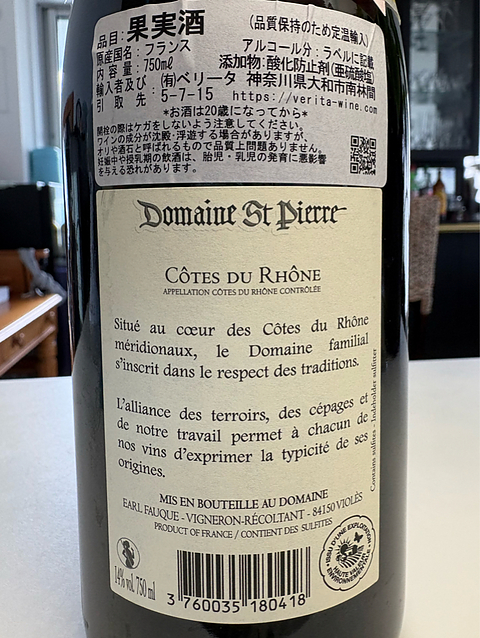 品目：果実酒 (品質保持のため定温輸入)
原産国名：フランス アルコール分：ラベルに記載
内容量：750mℓ 添加物：酸化防止剤(亜硫酸塩)
輸入者及び (有)ベリータ 神奈川県大和市南林間
引取先：5-7-15 https://verita-wine.com
*お酒は20歳になってから*
開栓の際はケガをしないよう注意してください。
ワインの成分が沈殿・浮遊する場合がありますが、
オリや酒石と呼ばれるもので品質上問題ありません。
妊娠中や授乳期の飲酒は、胎児・乳児の発育に悪影響
を与える恐れがあります。
Domaine St Pierre
CÔTES DU RHÔNE
APPELLATION CÔTES DU RHÔNE CONTRÔLÉE
Situé au cœur des Côtes du Rhône
méridionaux, le Domaine familial
s'inscrit dans le respect des traditions.
L'alliance des terroirs, des cépages et
de notre travail permet à chacun de
nos vins d'exprimer la typicité de ses
origines.
Contains sulfites - Indeholder sulfitter
MIS EN BOUTEILLE AU DOMAINE
EARL FAUQUE - VIGNERON-RÉCOLTANT - 84150 VIOLÈS
PRODUCT OF FRANCE / CONTIENT DES SULFITES
14% vol. 750 ml
3 760035 180418
ISSU D'UNE EXPLOITATION
HAUTE VALEUR
ENVIRONNEMENTALE